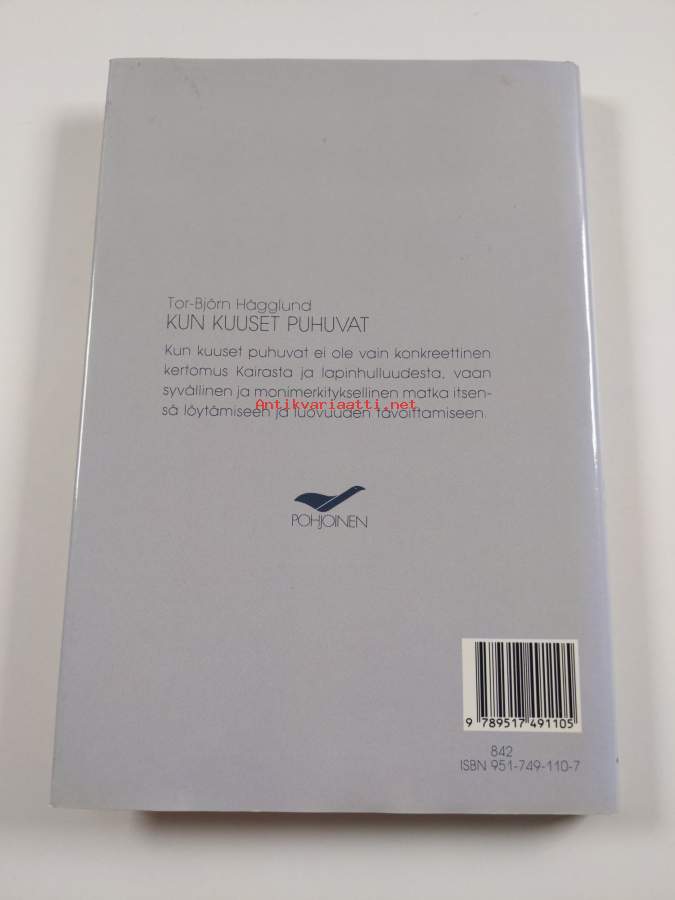 Tor-Björn Hägglund
KUN KUUSET PUHUVAT
Kun kuuset puhuvat ei ole vain konkreettinen
kertomus Kairasta ja lapinhulluudesta, vaan
syvällinen ja monimerkityksellinen matka itsen-
sä löytämiseen ja luovuuden tavoittamiseen.
Antikvariaatti.net
POHJOINEN
9 789517 491105
842
ISBN 951-749-110-7